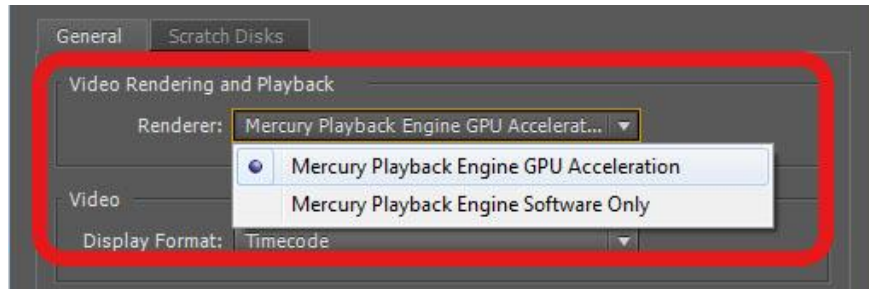 General Scratch Disks
Video Rendering and Playback
Renderer: Mercury Playback Engine GPU Accelerat...
Mercury Playback Engine GPU Acceleration
Mercury Playback Engine Software Only
Video
Display Format: Timecode